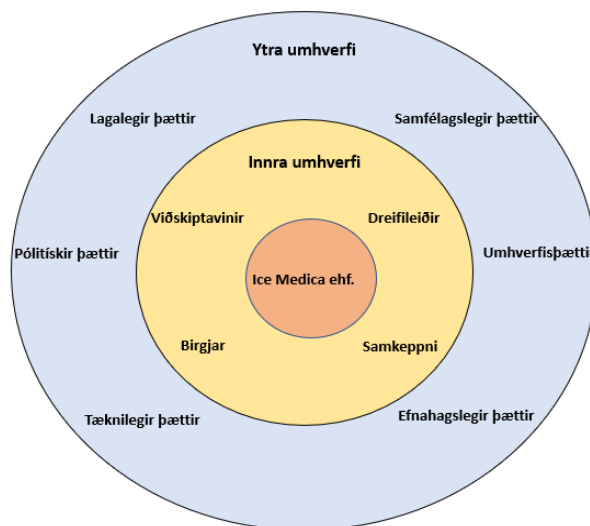 Ytra umhverfi
Lagalegir þættir
Samfélagslegir þættir
Innra umhverfi
Viðskiptavinir
Dreifileiðir
Pólitískir þættir
Umhverfisþættir
Ice Medica ehf.
Birgjar
Samkeppni
Tæknilegir þættir
Efnahagslegir þættir